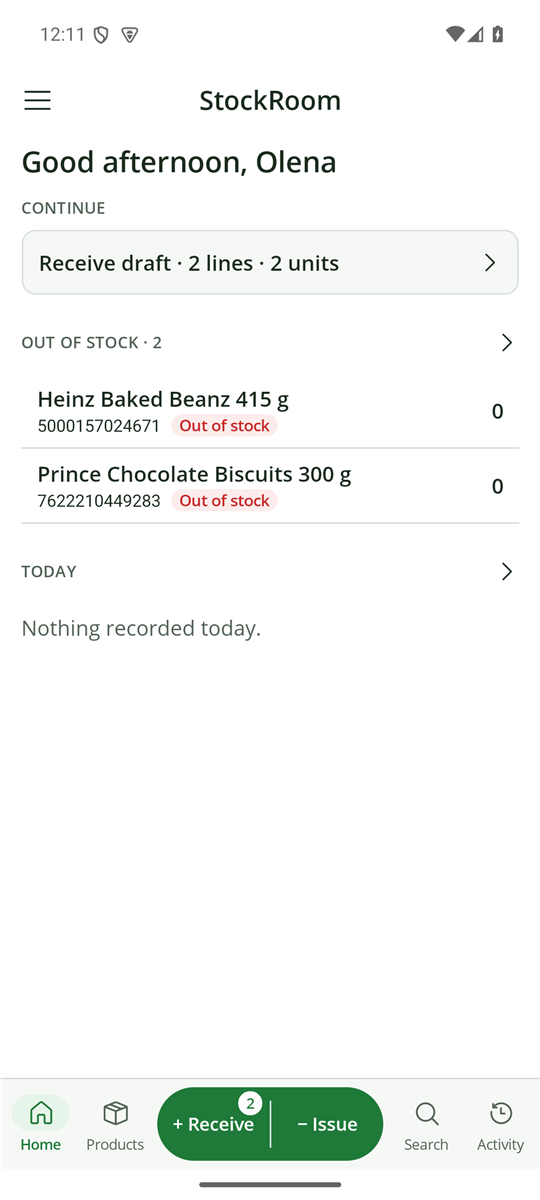 12:11
StockRoom
Good afternoon, Olena
CONTINUE
Receive draft · 2 lines · 2 units
OUT OF STOCK · 2
Heinz Baked Beanz 415 g
5000157024671 Out of stock
0
Prince Chocolate Biscuits 300 g
7622210449283 Out of stock
0
TODAY
Nothing recorded today.
2
+ Receive
− Issue
Home
Products
Search
Activity